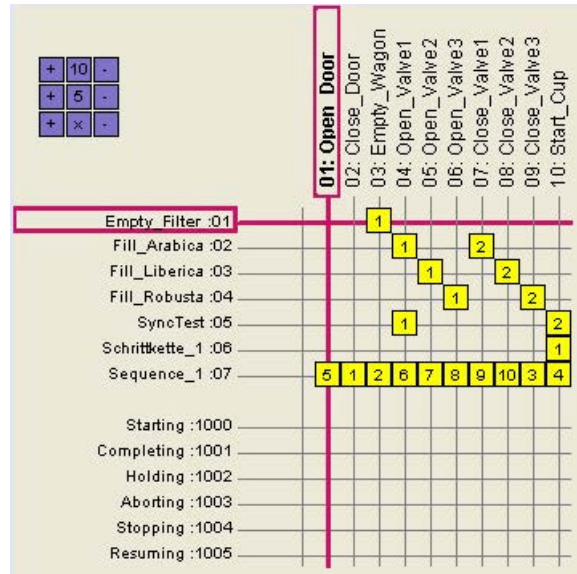 + 10 -
+ 5 -
+ x -
01: Open_Door
02: Close_Door
03: Empty_Wagon
04: Open_Valve1
05: Open_Valve2
06: Open_Valve3
07: Close_Valve1
08: Close_Valve2
09: Close_Valve3
10: Start_Cup
Empty_Filter :01 1
Fill_Arabica :02 1 2
Fill_Liberica :03 1 2
Fill_Robusta :04 1 2
SyncTest :05 1 2
Schrittkette_1 :06 1
Sequence_1 :07 5 1 2 6 7 8 9 10 3 4
Starting :1000
Completing :1001
Holding :1002
Aborting :1003
Stopping :1004
Resuming :1005